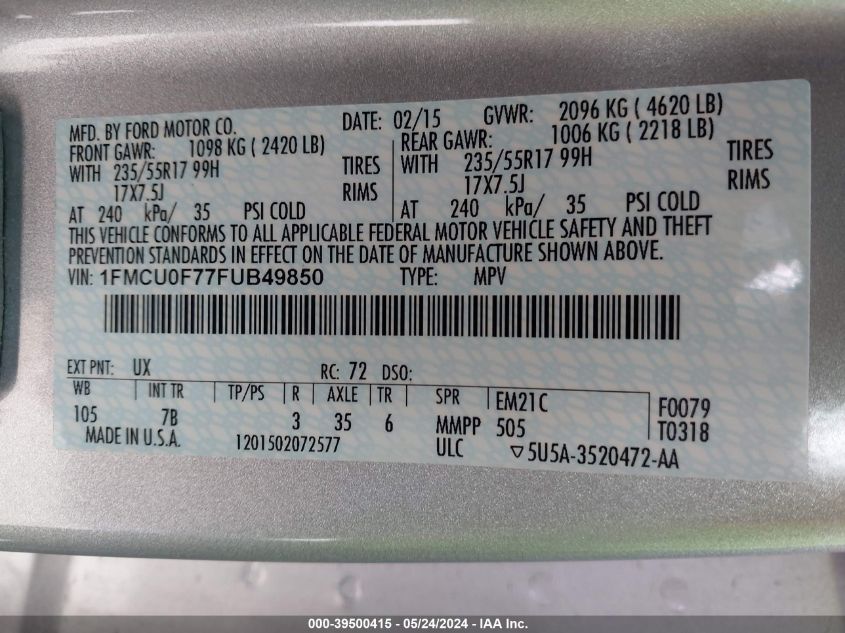 MFD. BY FORD MOTOR CO. DATE: 02/15 GVWR: 2096 KG ( 4620 LB)
FRONT GAWR: 1098 KG ( 2420 LB) REAR GAWR: 1006 KG ( 2218 LB)
WITH 235/55R17 99H TIRES WITH 235/55R17 99H TIRES
17X7.5J RIMS 17X7.5J RIMS
AT 240 kPa/ 35 PSI COLD AT 240 kPa/ 35 PSI COLD
THIS VEHICLE CONFORMS TO ALL APPLICABLE FEDERAL MOTOR VEHICLE SAFETY AND THEFT
PREVENTION STANDARDS IN EFFECT ON THE DATE OF MANUFACTURE SHOWN ABOVE.
VIN: 1FMCU0F77FUB49850 TYPE: MPV
EXT PNT: UX RC: 72 DSO:
WB INT TR TP/PS R AXLE TR SPR EM21C F0079
105 7B 3 35 6 MMPP 505 T0318
MADE IN U.S.A. 1201502072577 ULC ▽5U5A-3520472-AA
000-39500415 - 05/24/2024 - IAA Inc.